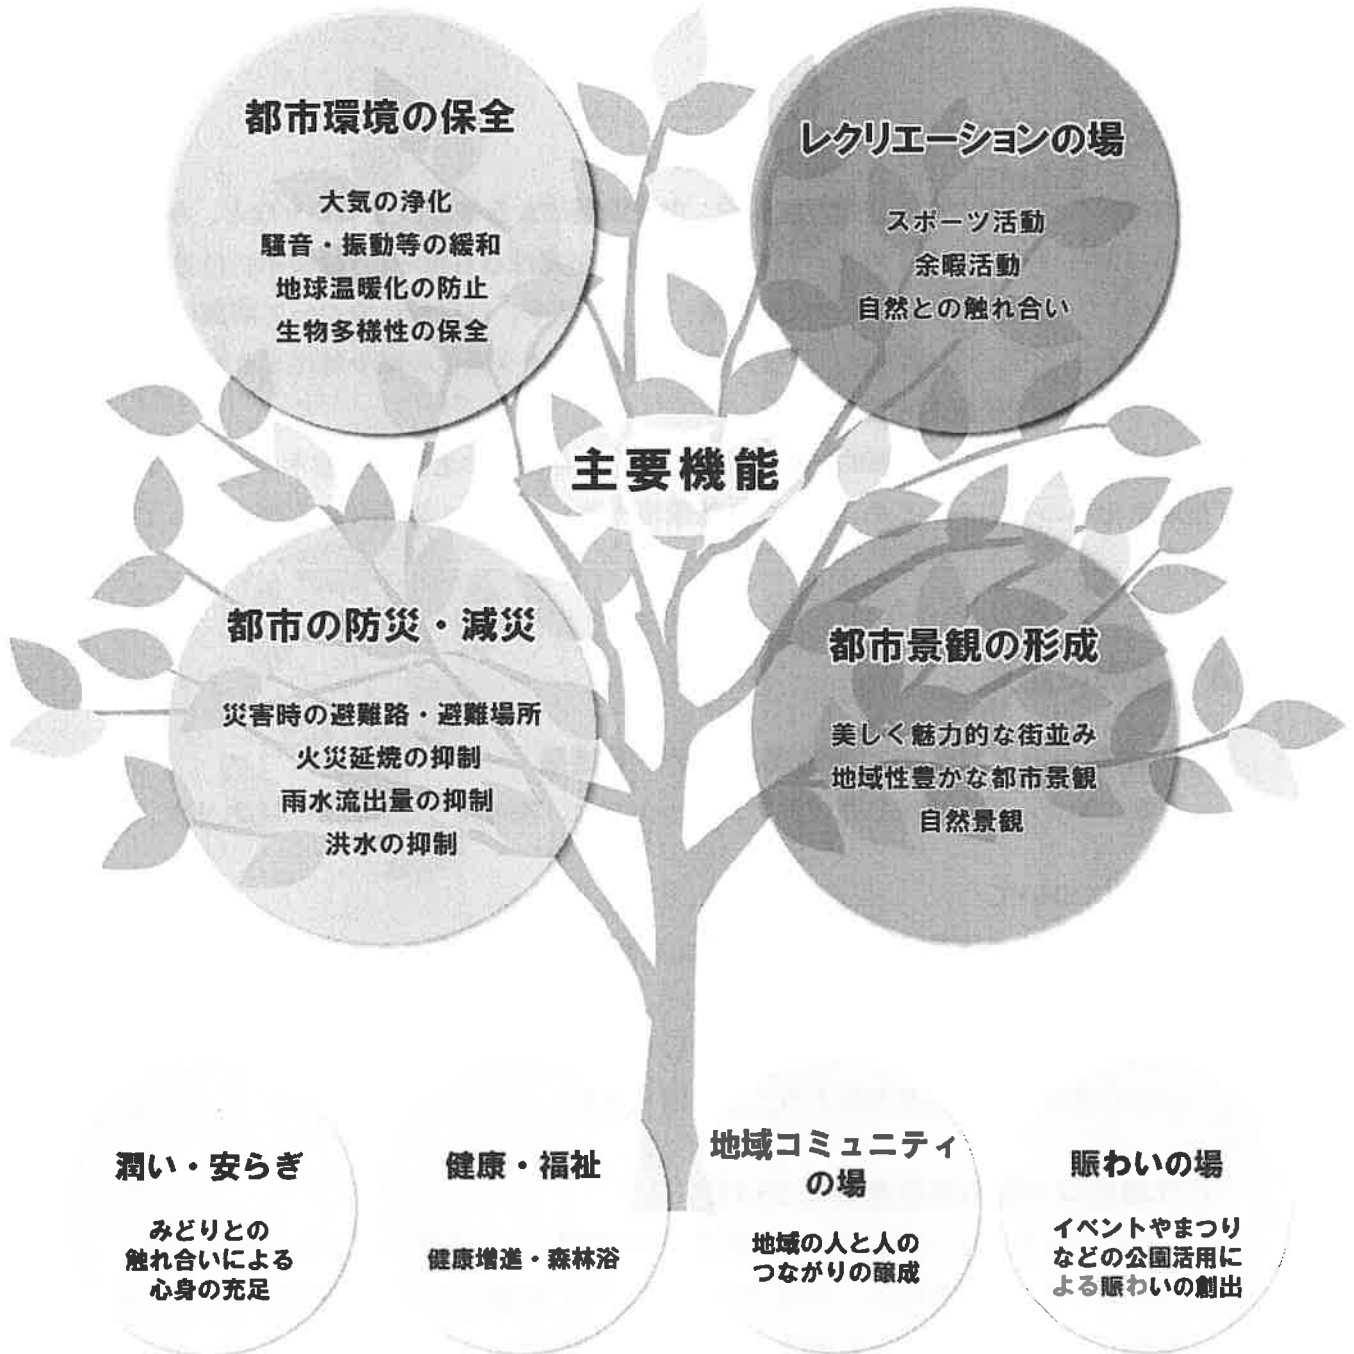 都市環境の保全
大気の浄化
騒音・振動等の緩和
地球温暖化の防止
生物多様性の保全
レクリエーションの場
スポーツ活動
余暇活動
自然との触れ合い
主要機能
都市の防災・減災
災害時の避難路・避難場所
火災延焼の抑制
雨水流出量の抑制
洪水の抑制
都市景観の形成
美しく魅力的な街並み
地域性豊かな都市景観
自然景観
潤い・安らぎ
みどりとの
触れ合いによる
心身の充足
健康・福祉
健康増進・森林浴
地域コミュニティ
の場
地域の人と人の
つながりの醸成
賑わいの場
イベントやまつり
などの公園活用に
よる賑わいの創出